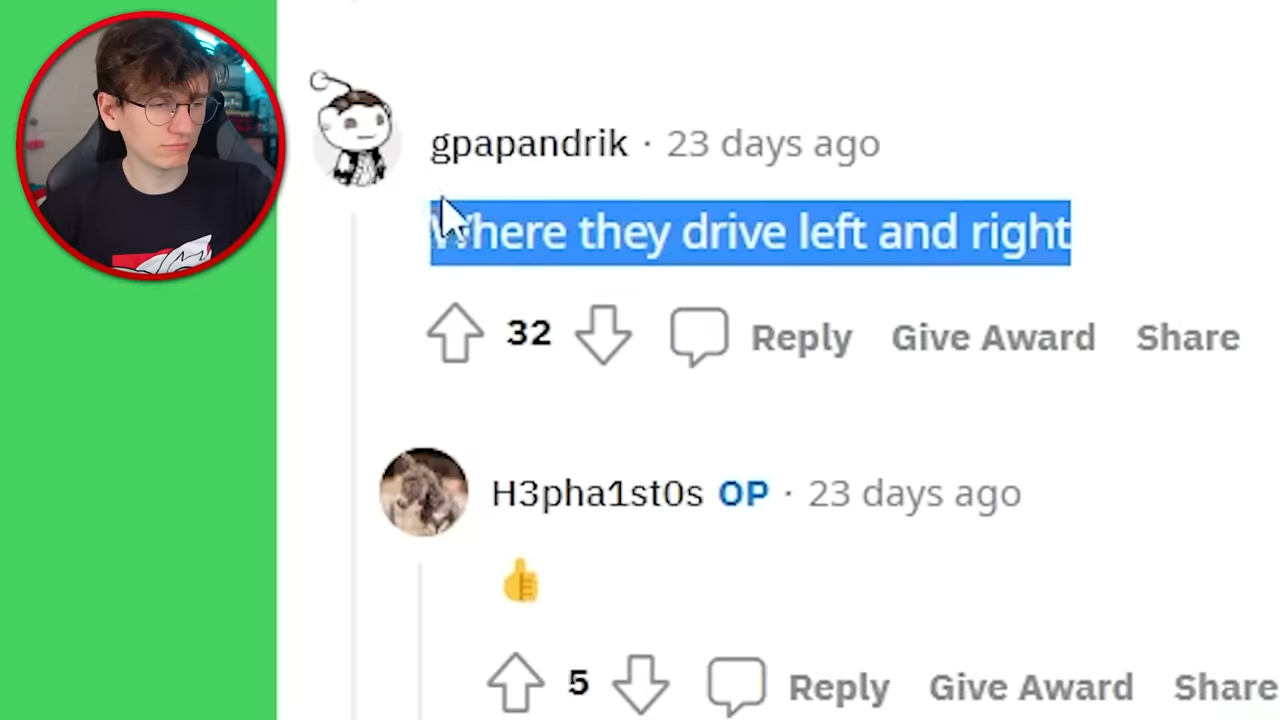 gpapandrik · 23 days ago
Where they drive left and right
32 Reply Give Award Share
H3pha1st0s OP · 23 days ago
👍
5 Reply Give Award Share